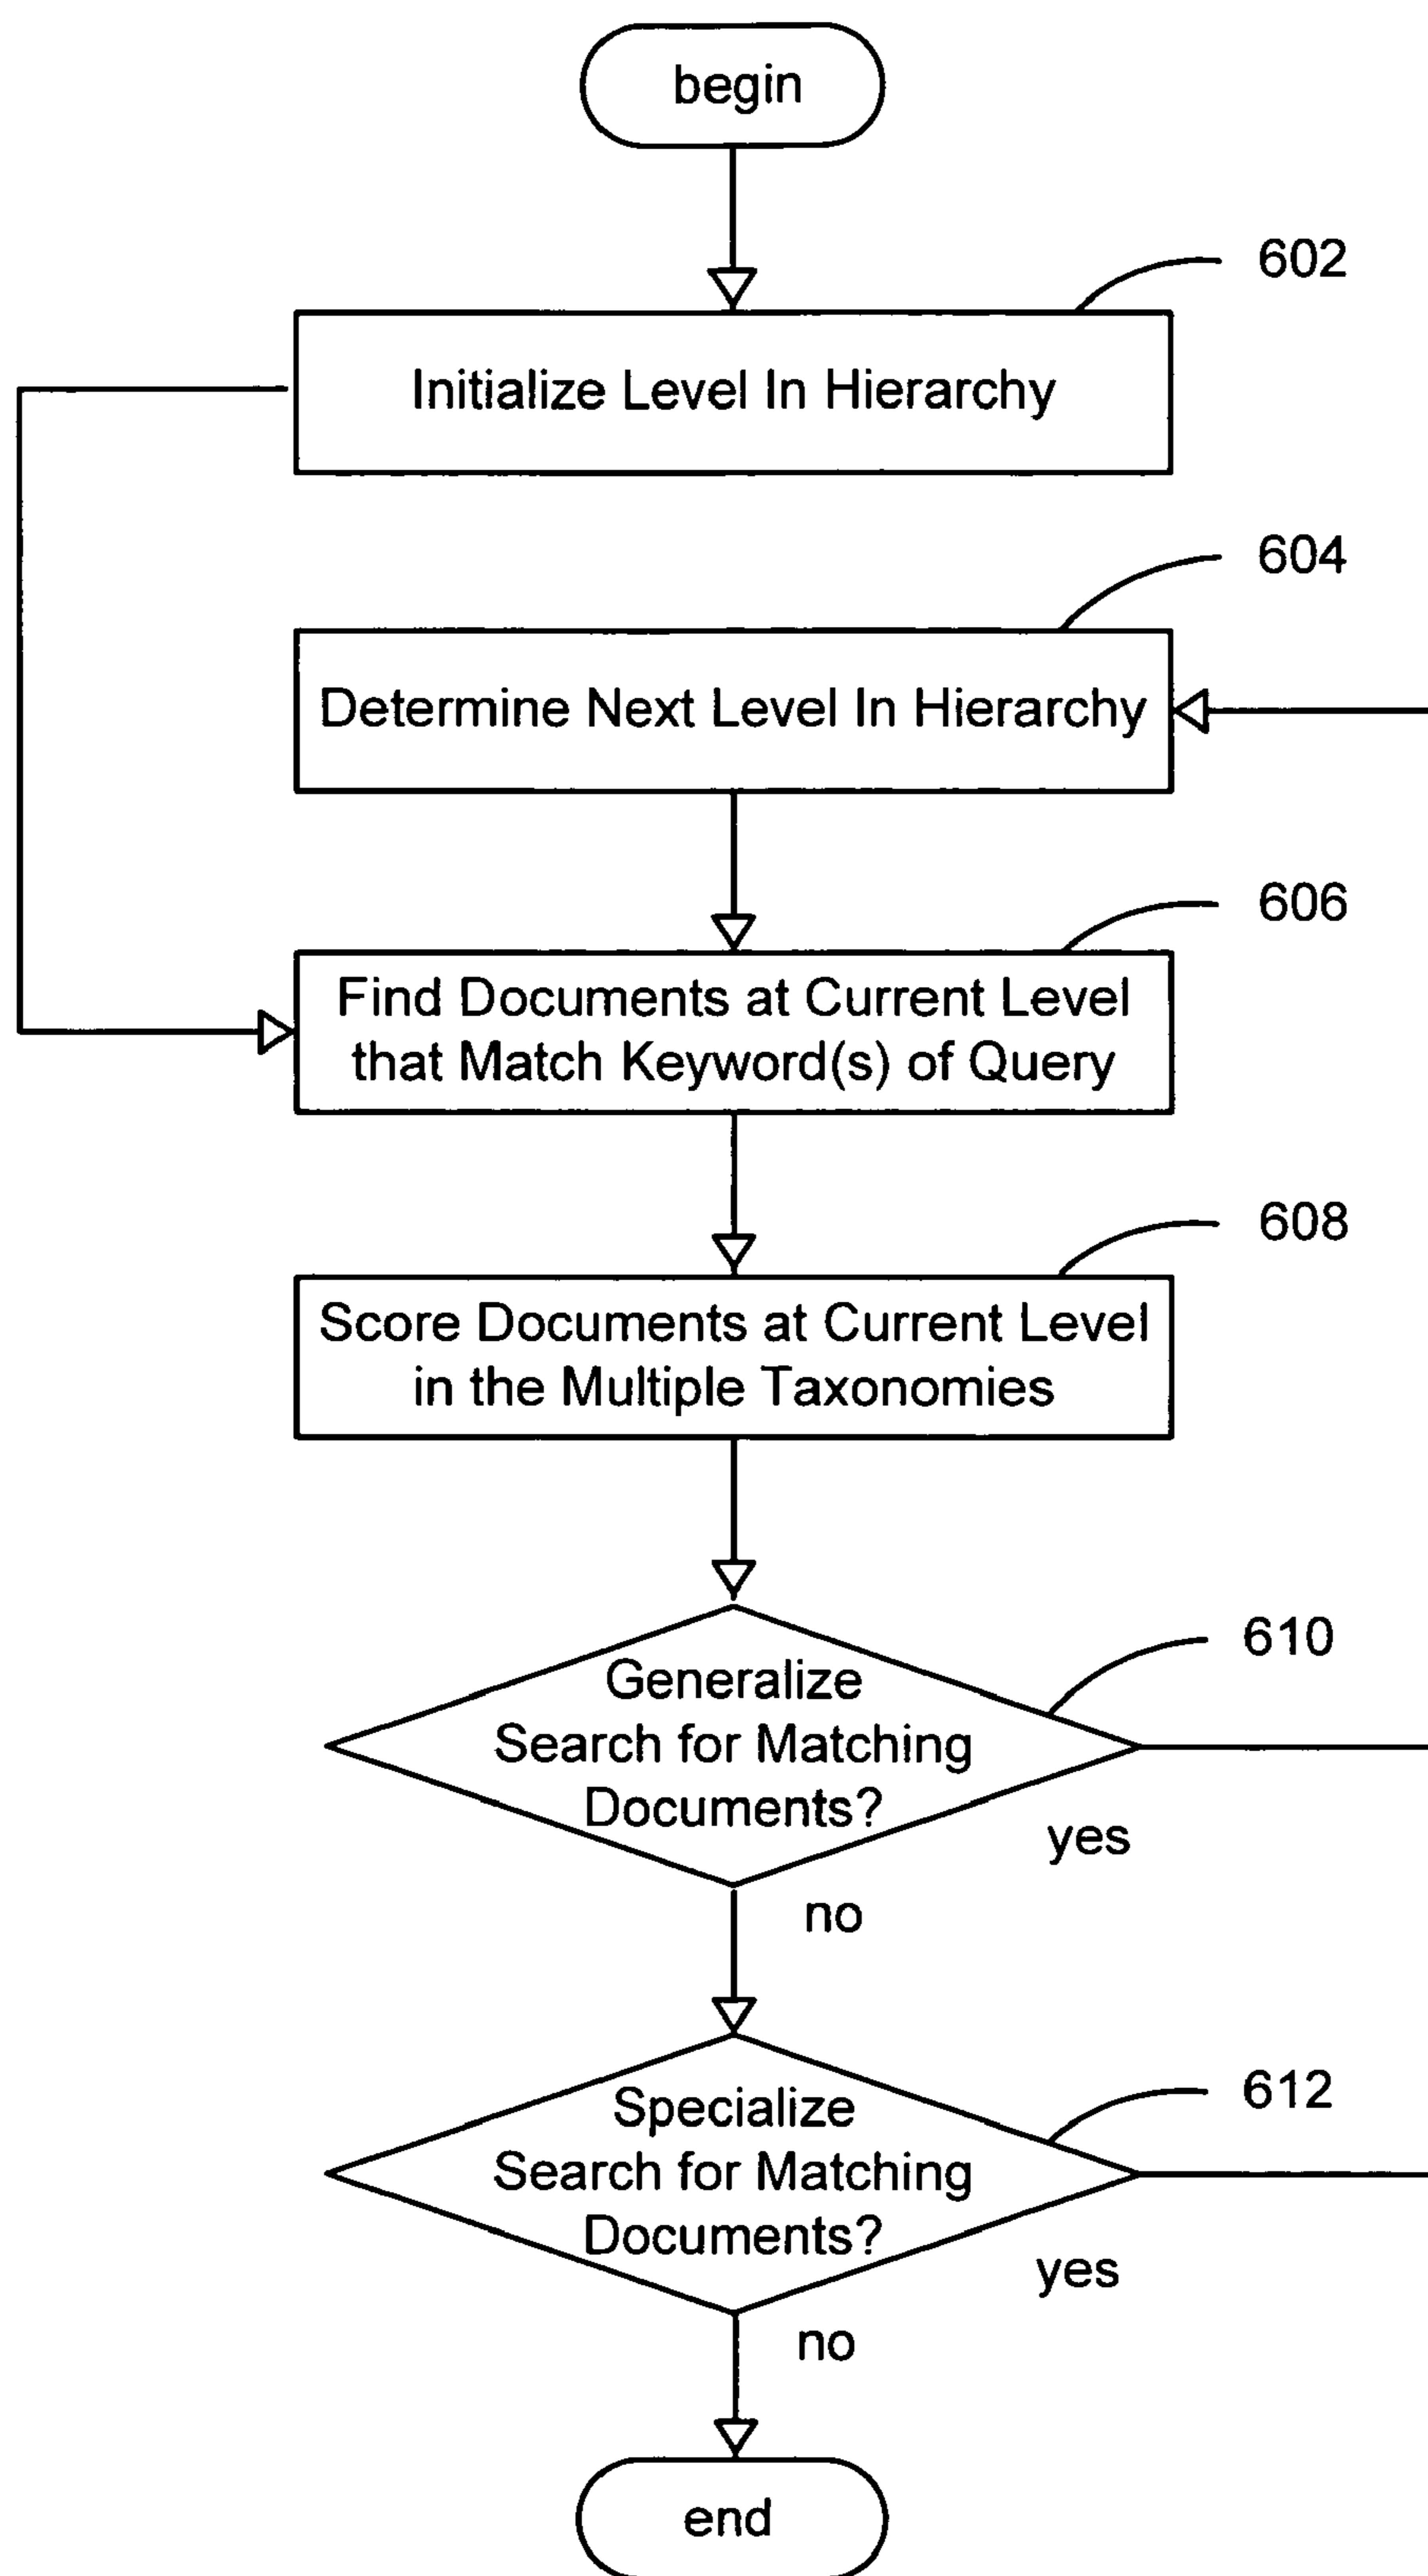 begin
602
Initialize Level In Hierarchy
604
Determine Next Level In Hierarchy
606
Find Documents at Current Level
that Match Keyword(s) of Query
608
Score Documents at Current Level
in the Multiple Taxonomies
610
Generalize
Search for Matching
Documents?
yes
no
612
Specialize
Search for Matching
Documents?
yes
no
end